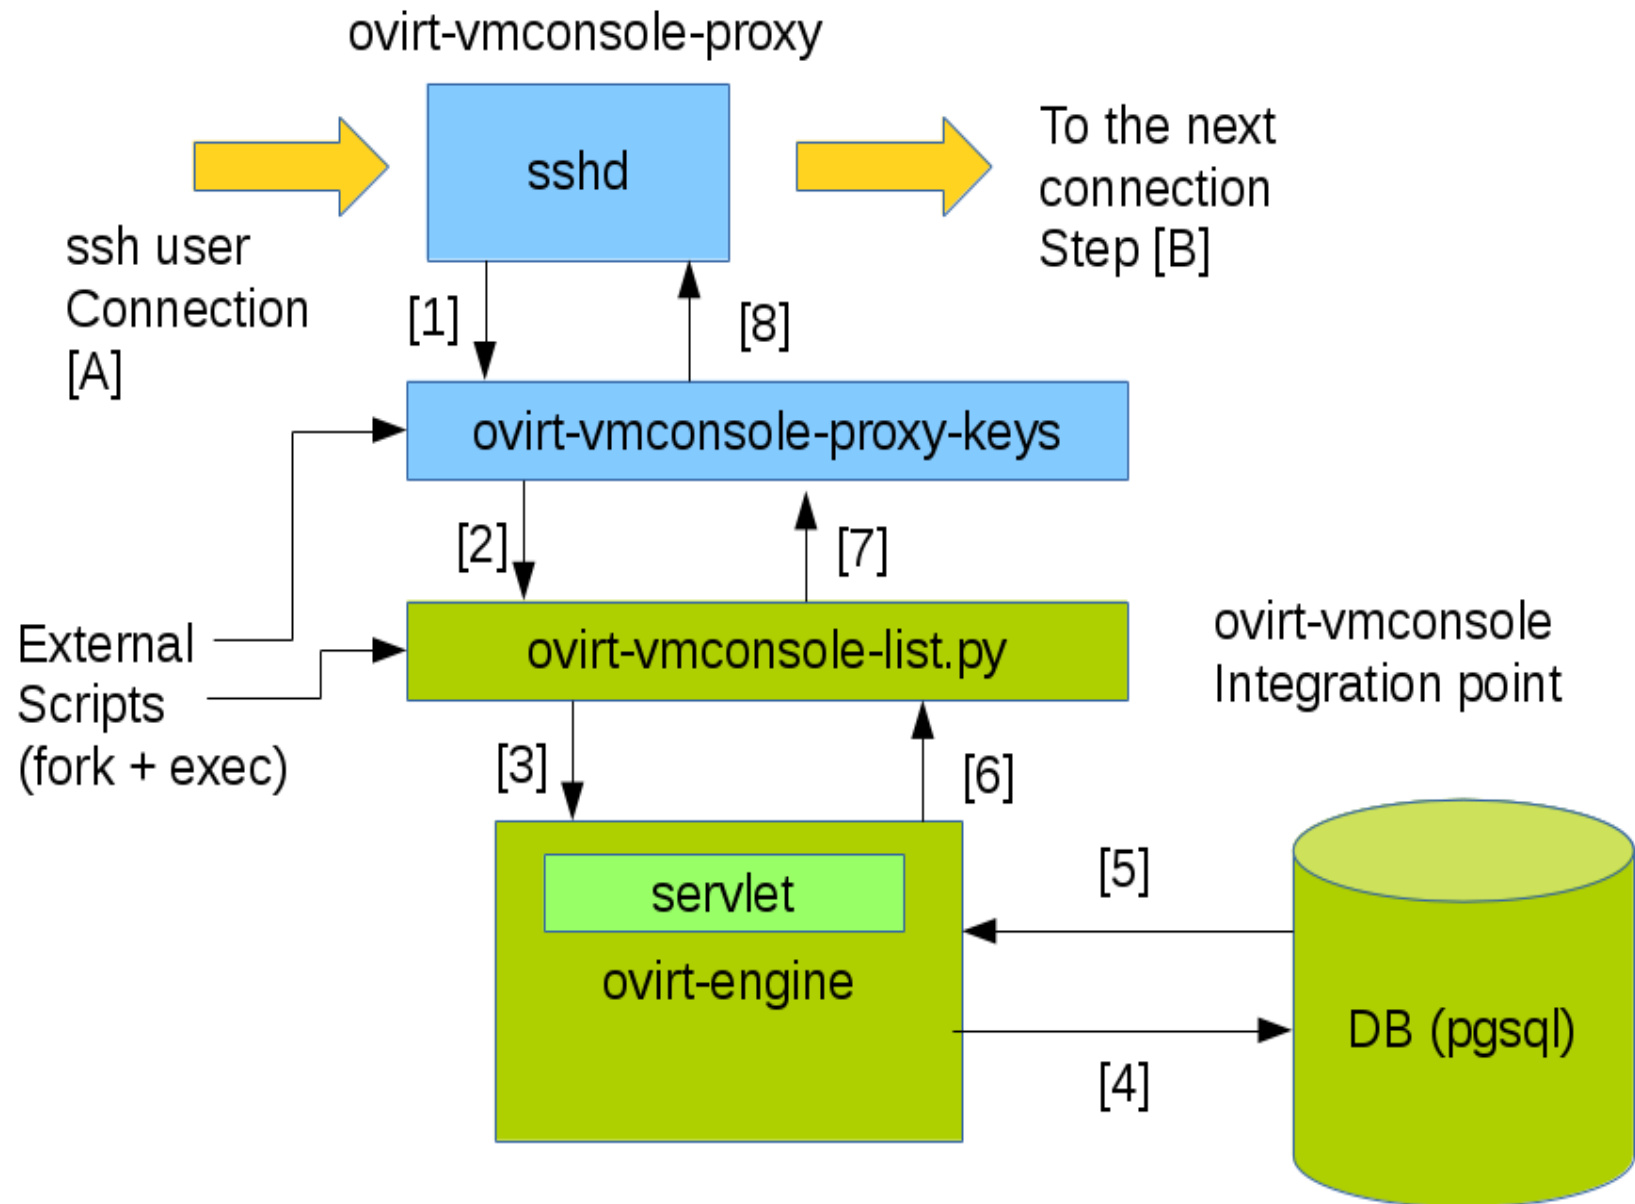 ovirt-vmconsole-proxy
sshd
To the next
connection
Step [B]
ssh user
Connection
[A]
[1]
[8]
ovirt-vmconsole-proxy-keys
[2]
[7]
External
Scripts
(fork + exec)
ovirt-vmconsole-list.py
ovirt-vmconsole
Integration point
[3]
[6]
servlet
ovirt-engine
[5]
[4]
DB (pgsql)